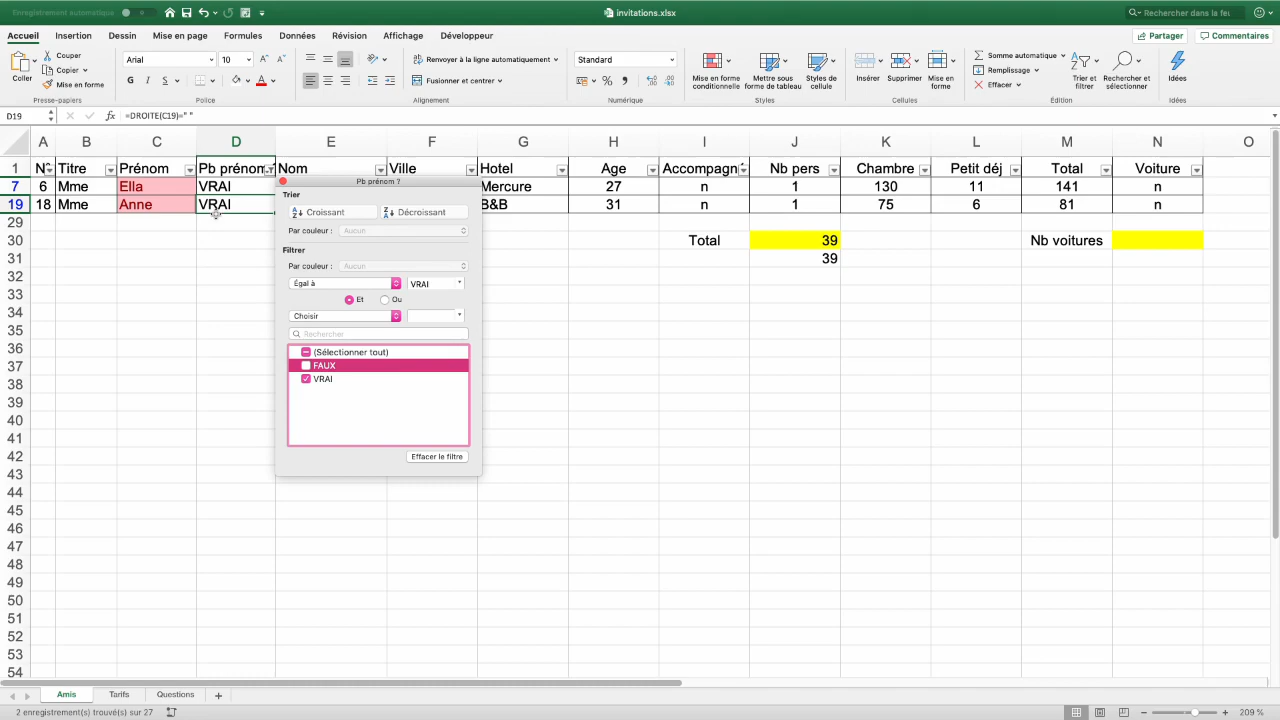 Enregistrement automatique
invitations.xlsx
Rechercher dans la feu
Accueil Insertion Dessin Mise en page Formules Données Révision Affichage Développeur
Partager Commentaires
Coller
Couper
Copier
Mise en forme
Presse-papiers
Arial
G I S
Police
Renvoyer à la ligne automatiquement
Fusionner et centrer
Alignement
Standard
Numérique
Mise en forme conditionnelle
Mettre sous forme de tableau
Styles de cellules
Styles
Insérer
Supprimer
Mise en forme
Cellules
Somme automatique
Remplissage
Effacer
Trier et filtrer
Rechercher et sélectionner
Édition
Idées
Idées
D19 fx =DROITE(C19)=" "
A B C D E F G H I J K L M N O
1 N° Titre Prénom Pb prénom Nom Ville Hotel Age Accompagn Nb pers Chambre Petit déj Total Voiture
7 6 Mme Ella VRAI Mercure 27 n 1 130 11 141 n
19 18 Mme Anne VRAI B&B 31 n 1 75 6 81 n
29
30 Total 39 Nb voitures
31 39
32
33
34
35
36
37
38
39
40
41
42
43
44
45
46
47
48
49
50
51
52
53
54
Pb prénom ?
Trier
Croissant Décroissant
Par couleur : Aucun
Filtrer
Par couleur : Aucun
Égal à VRAI
Et Ou
Choisir
Rechercher
(Sélectionner tout)
FAUX
VRAI
Effacer le filtre
Amis Tarifs Questions +
2 enregistrement(s) trouvé(s) sur 27
209 %